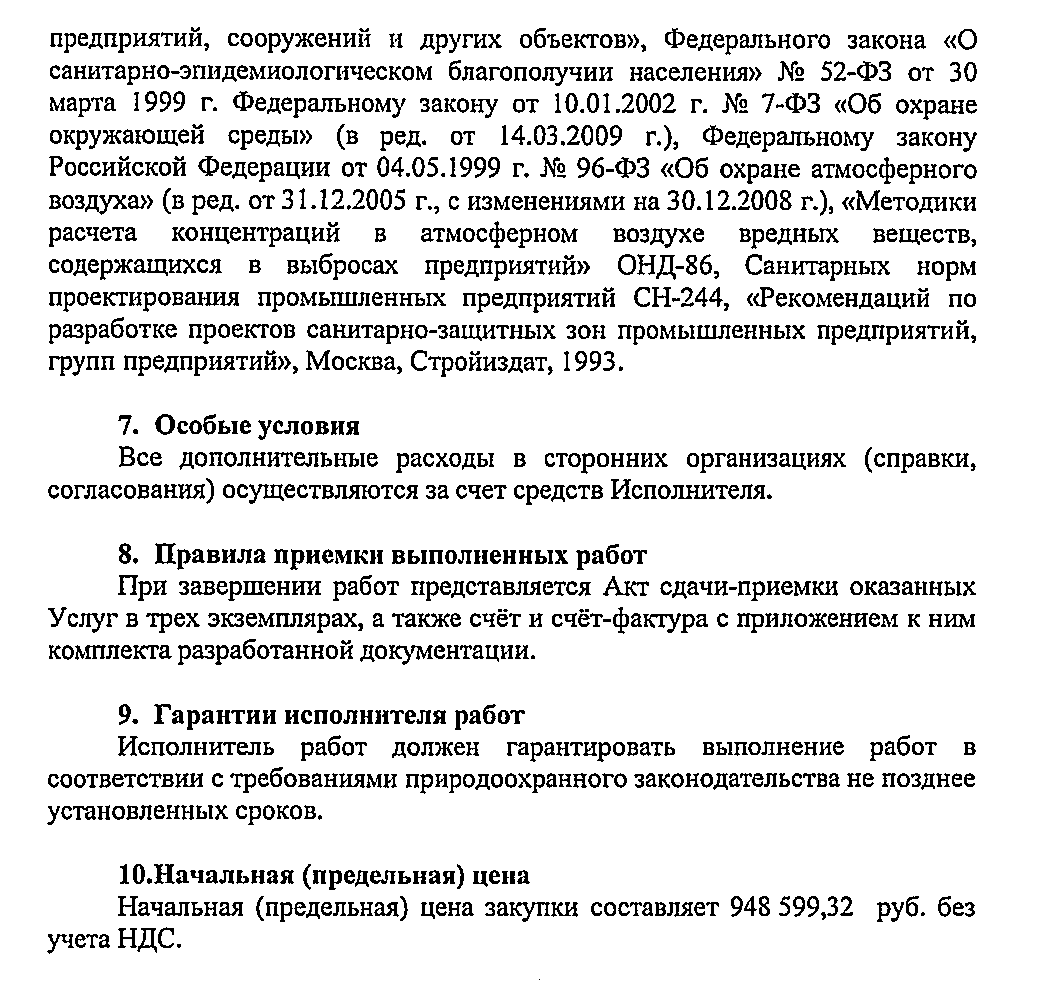 предприятий, сооружений и других объектов», Федерального закона «О
санитарно-эпидемиологическом благополучии населения» № 52-ФЗ от 30
марта 1999 г. Федеральному закону от 10.01.2002 г. № 7-ФЗ «Об охране
окружающей среды» (в ред. от 14.03.2009 г.), Федеральному закону
Российской Федерации от 04.05.1999 г. № 96-ФЗ «Об охране атмосферного
воздуха» (в ред. от 31.12.2005 г., с изменениями на 30.12.2008 г.), «Методики
расчета концентраций в атмосферном воздухе вредных веществ,
содержащихся в выбросах предприятий» ОНД-86, Санитарных норм
проектирования промышленных предприятий СН-244, «Рекомендаций по
разработке проектов санитарно-защитных зон промышленных предприятий,
групп предприятий», Москва, Стройиздат, 1993.
7. Особые условия
Все дополнительные расходы в сторонних организациях (справки,
согласования) осуществляются за счет средств Исполнителя.
8. Правила приемки выполненных работ
При завершении работ представляется Акт сдачи-приемки оказанных
Услуг в трех экземплярах, а также счёт и счёт-фактура с приложением к ним
комплекта разработанной документации.
9. Гарантии исполнителя работ
Исполнитель работ должен гарантировать выполнение работ в
соответствии с требованиями природоохранного законодательства не позднее
установленных сроков.
10.Начальная (предельная) цена
Начальная (предельная) цена закупки составляет 948 599,32 руб. без
учета НДС.